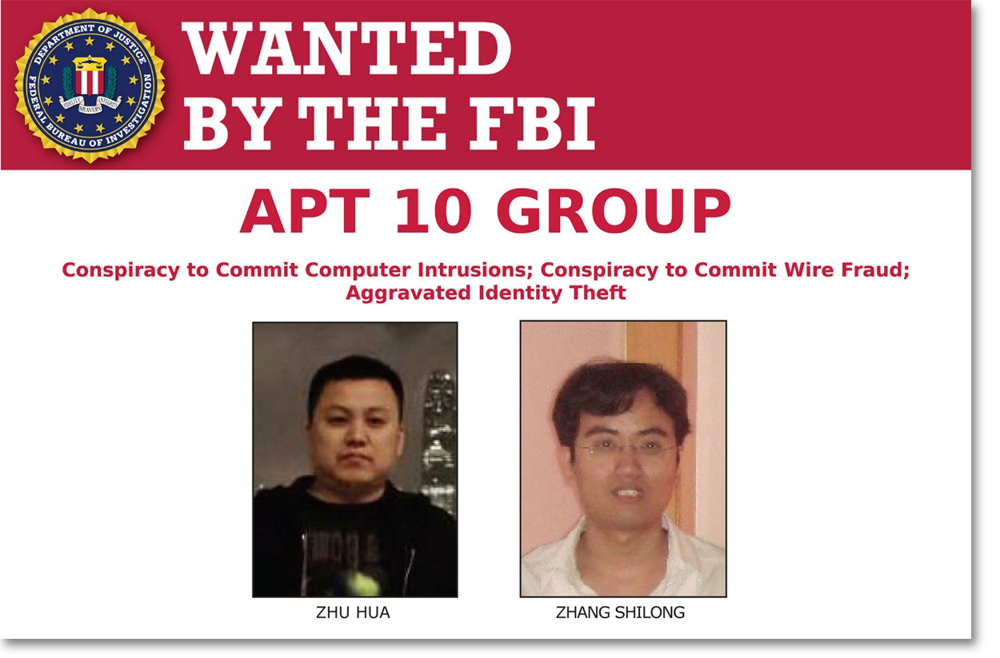 DEPARTMENT OF JUSTICE
FIDELITY BRAVERY INTEGRITY
FEDERAL BUREAU OF INVESTIGATION
WANTED
BY THE FBI
APT 10 GROUP
Conspiracy to Commit Computer Intrusions; Conspiracy to Commit Wire Fraud;
Aggravated Identity Theft
ZHU HUA
ZHANG SHILONG